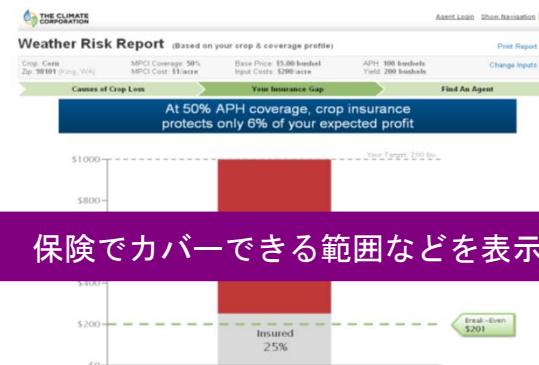 THE CLIMATE
CORPORATION
Agent Login Show Navigation
Weather Risk Report (Based on your crop & coverage profile)
Print Report
Crop: Corn MPCI Coverage: 50% Base Price: $5.00/bushel APH: 100 bushels Change Inputs
Zip: 98101 (King, WA) MPCI Cost: $1/acre Input Costs: $200/acre Yield: 200 bushels
Causes of Crop Loss Your Insurance Gap Find An Agent
At 50% APH coverage, crop insurance
protects only 6% of your expected profit
$1000 Your Target: 200 bu.
$800
保険でカバーできる範囲などを表示
$400
$200
Break-Even
$201
Insured
25%
$0